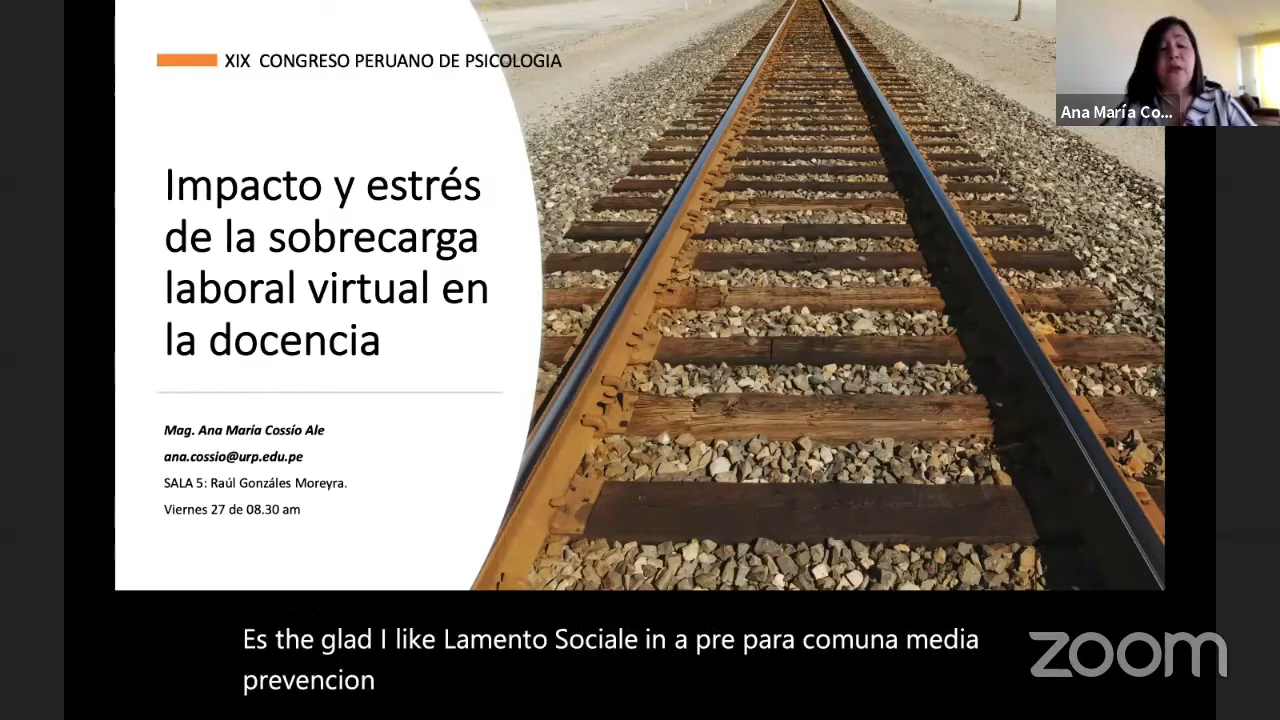 XIX CONGRESO PERUANO DE PSICOLOGIA
Ana María Co...
Impacto y estrés
de la sobrecarga
laboral virtual en
la docencia
Mag. Ana María Cossío Ale
ana.cossio@urp.edu.pe
SALA 5: Raúl Gonzáles Moreyra.
Viernes 27 de 08.30 am
Es the glad I like Lamento Sociale in a pre para comuna media
prevencion
zoom